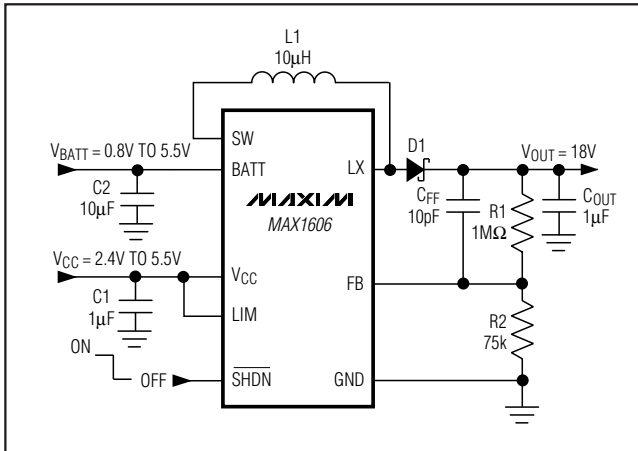 L1
10µH
SW
D1
V_BATT = 0.8V TO 5.5V
BATT
LX
V_OUT = 18V
C2
10µF
MAXIM
MAX1606
C_FF
10pF
R1
1MΩ
C_OUT
1µF
V_CC = 2.4V TO 5.5V
V_CC
FB
C1
1µF
LIM
R2
75k
ON
OFF
SHDN
GND